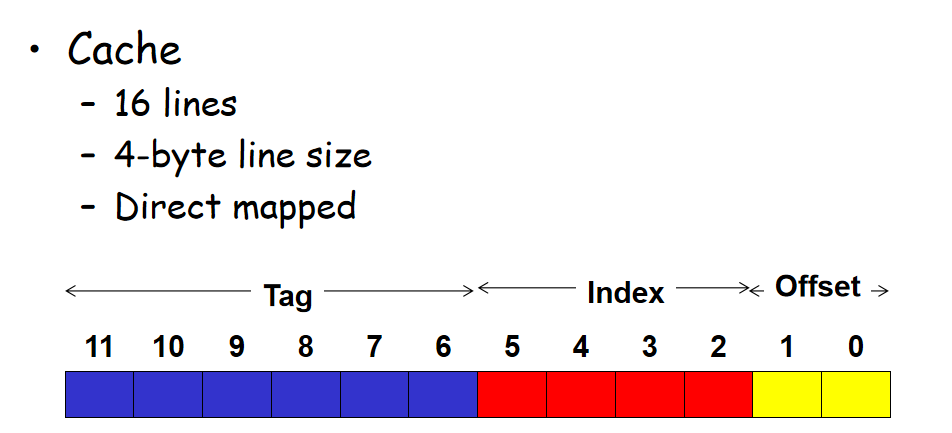 • Cache
– 16 lines
– 4-byte line size
– Direct mapped
Tag Index Offset
11 10 9 8 7 6 5 4 3 2 1 0